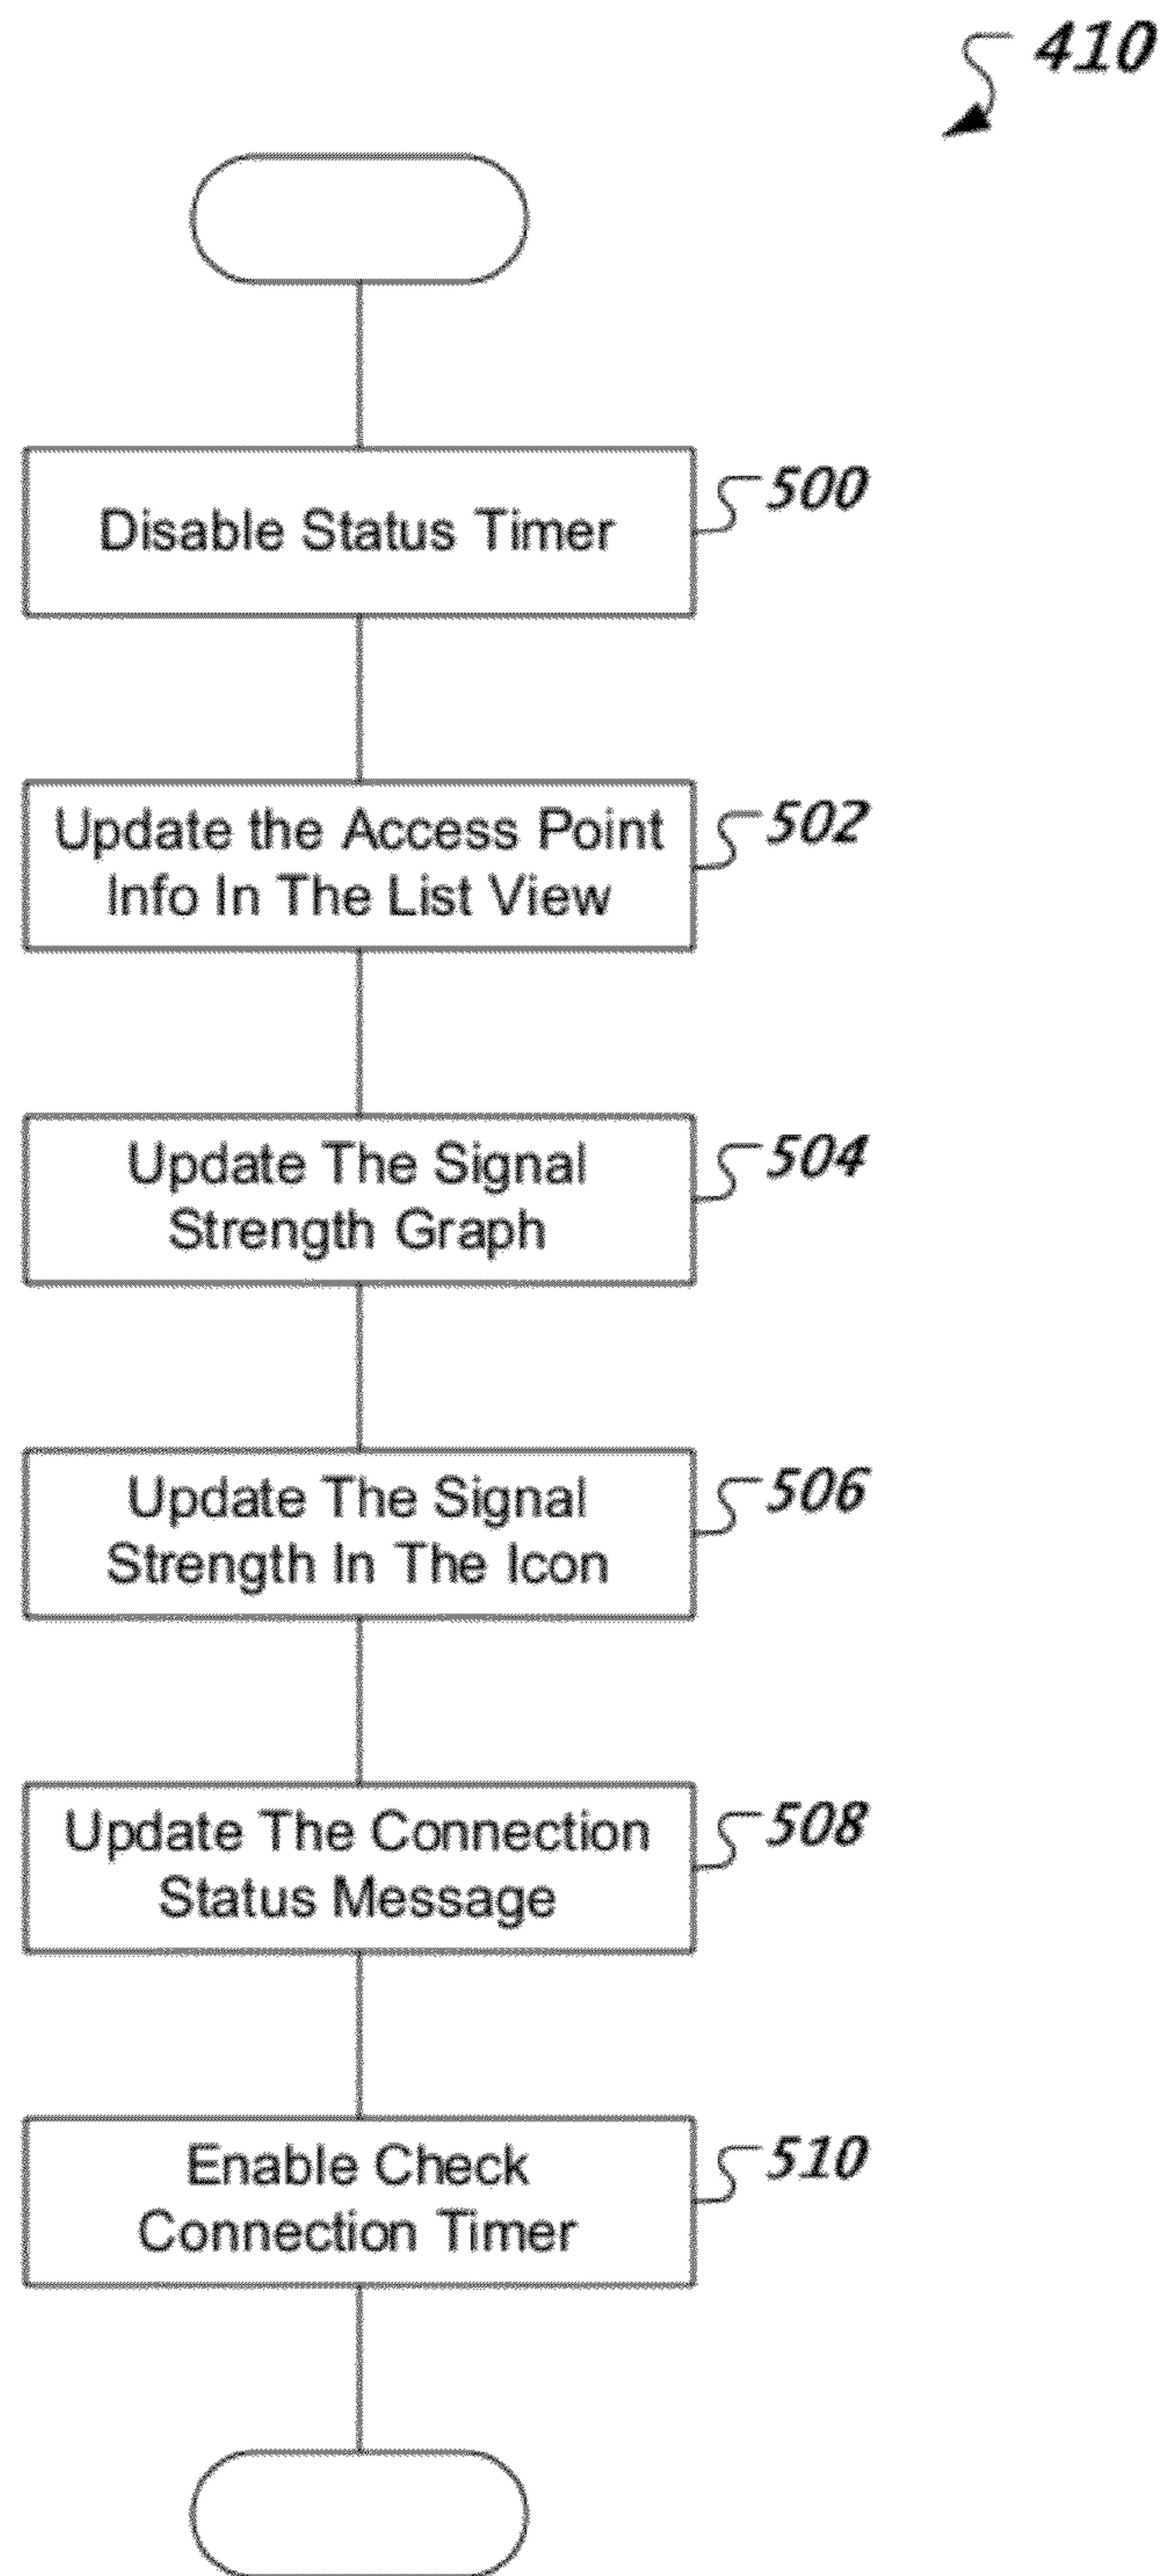 410
Disable Status Timer
500
Update the Access Point
Info In The List View
502
Update The Signal
Strength Graph
504
Update The Signal
Strength In The Icon
506
Update The Connection
Status Message
508
Enable Check
Connection Timer
510